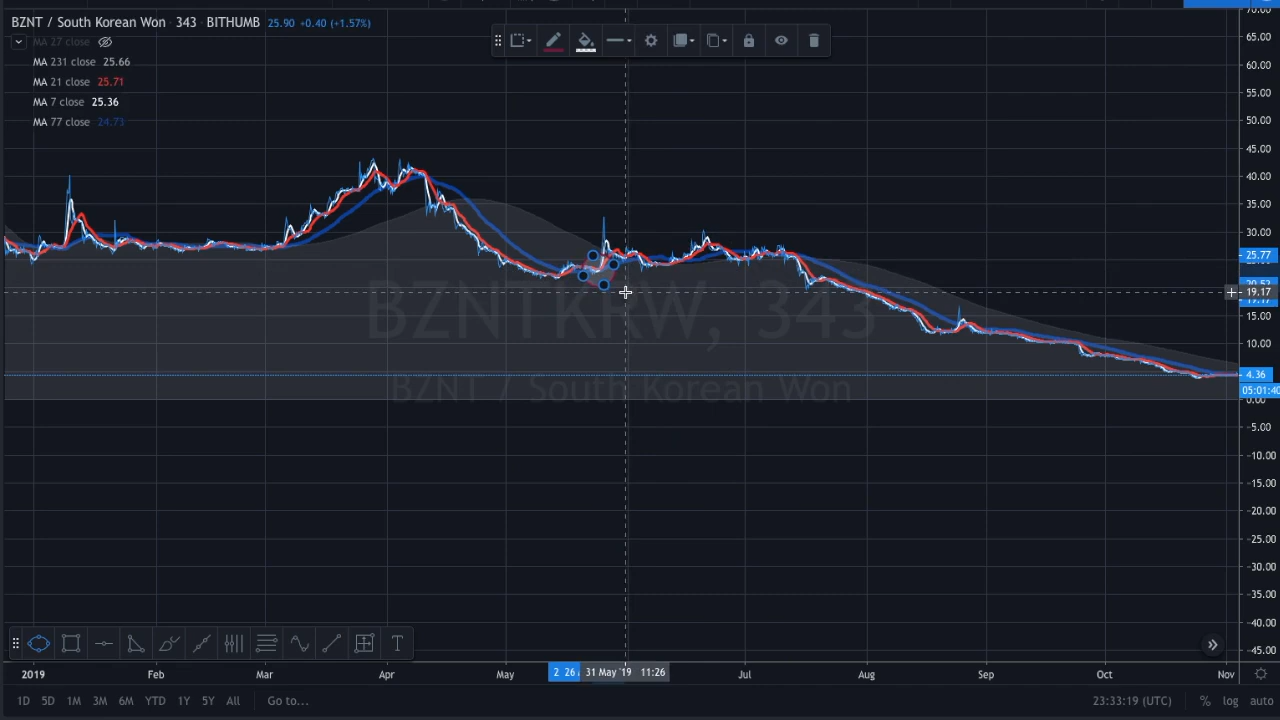 BZNT / South Korean Won · 343 · BITHUMB 25.90 +0.40 (+1.57%)
MA 27 close
MA 231 close 25.66
MA 21 close 25.71
MA 7 close 25.36
MA 77 close 24.73
BZNTKRW, 343
BZNT / South Korean Won
70.00
65.00
60.00
55.00
50.00
45.00
40.00
35.00
30.00
25.77
19.17
15.00
10.00
4.36
05:01:40
0.00
-5.00
-10.00
-15.00
-20.00
-25.00
-30.00
-35.00
-40.00
-45.00
2019 Feb Mar Apr May 2 26 31 May '19 11:26 Jul Aug Sep Oct Nov
1D 5D 1M 3M 6M YTD 1Y 5Y All Go to... 23:33:19 (UTC) % log auto